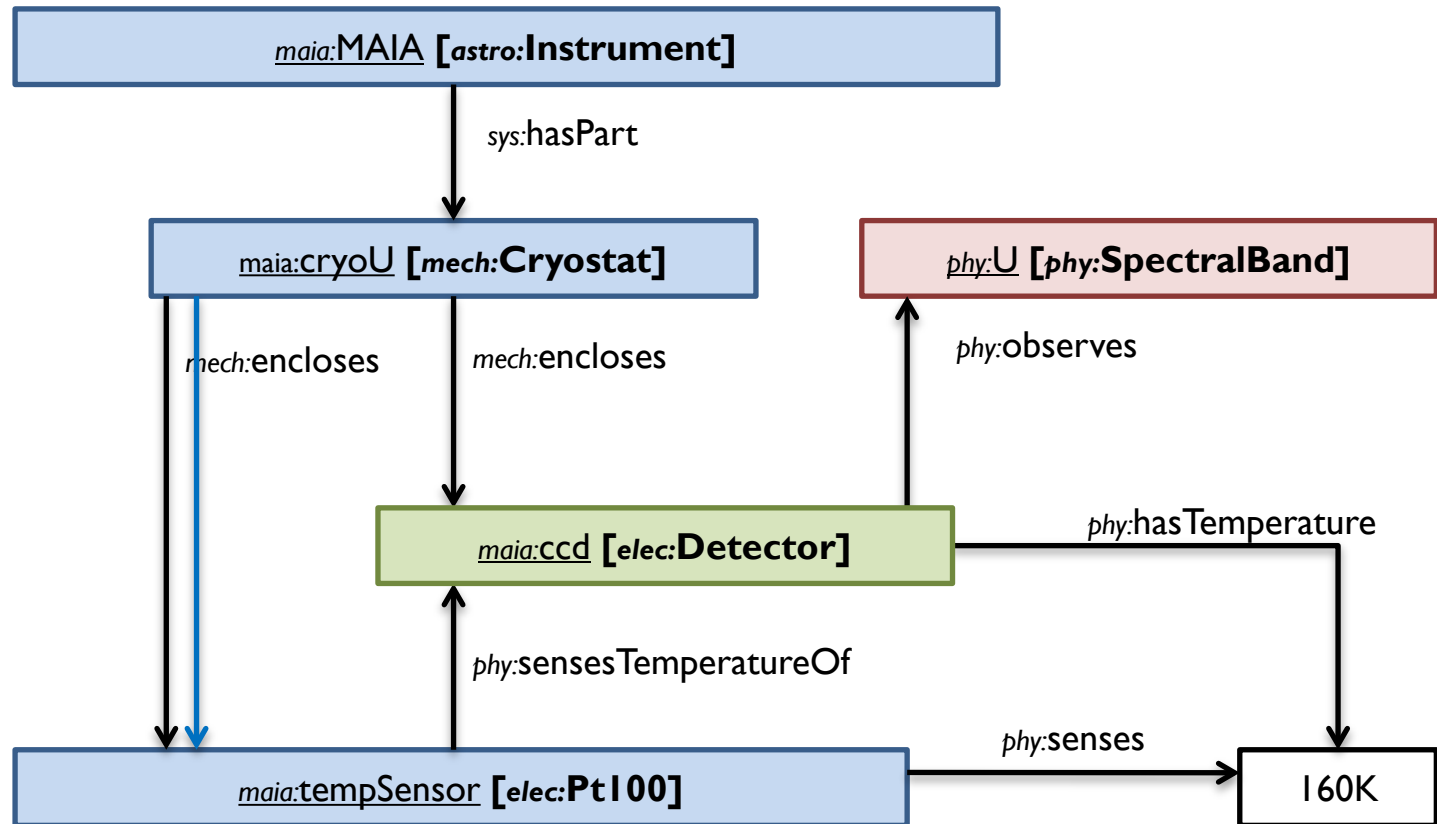 maia:MAIA [astro:Instrument]
sys:hasPart
maia:cryoU [mech:Cryostat]
phy:U [phy:SpectralBand]
mech:encloses
mech:encloses
phy:observes
maia:ccd [elec:Detector]
phy:hasTemperature
phy:sensesTemperatureOf
maia:tempSensor [elec:Pt100]
phy:senses
160K